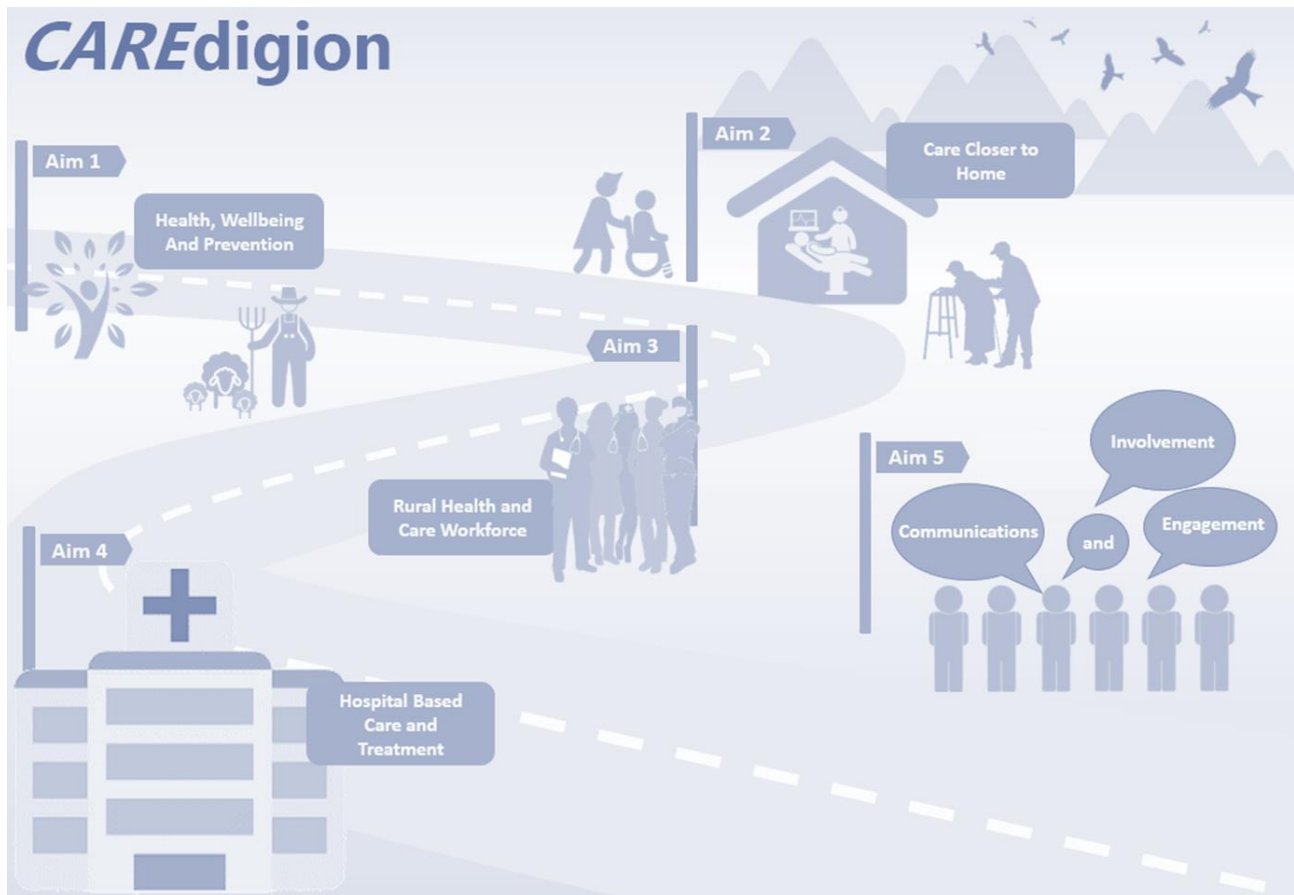 CAREdigion
Aim 1
Health, Wellbeing
And Prevention
Aim 2
Care Closer to
Home
Aim 3
Rural Health and
Care Workforce
Aim 4
Hospital Based
Care and
Treatment
Aim 5
Communications
and
Involvement
Engagement